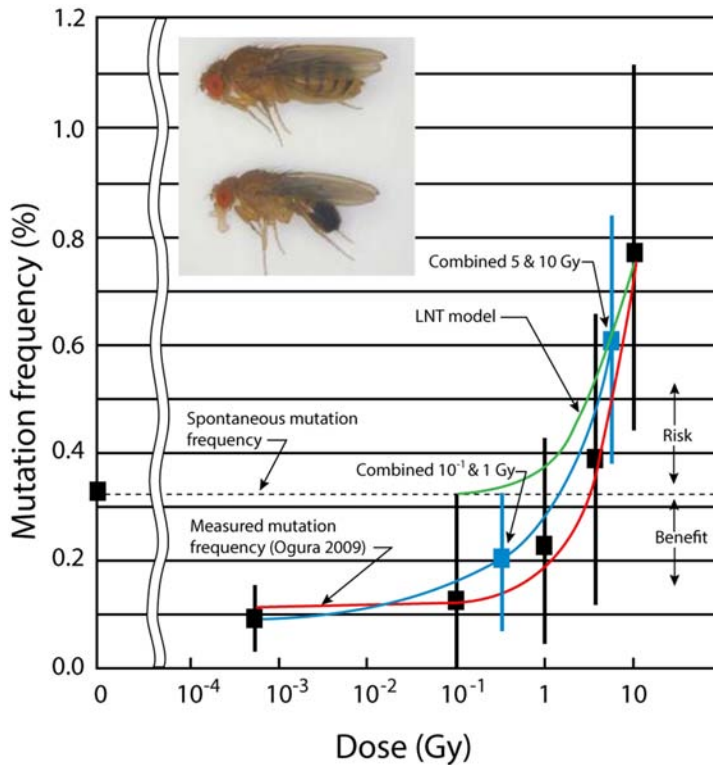 1.2
1.0
0.8
0.6
0.4
0.2
0.0
Mutation frequency (%)
Combined 5 & 10 Gy
LNT model
Spontaneous mutation
frequency
Risk
Combined 10⁻¹ & 1 Gy
Measured mutation
frequency (Ogura 2009)
Benefit
0 10⁻⁴ 10⁻³ 10⁻² 10⁻¹ 1 10
Dose (Gy)